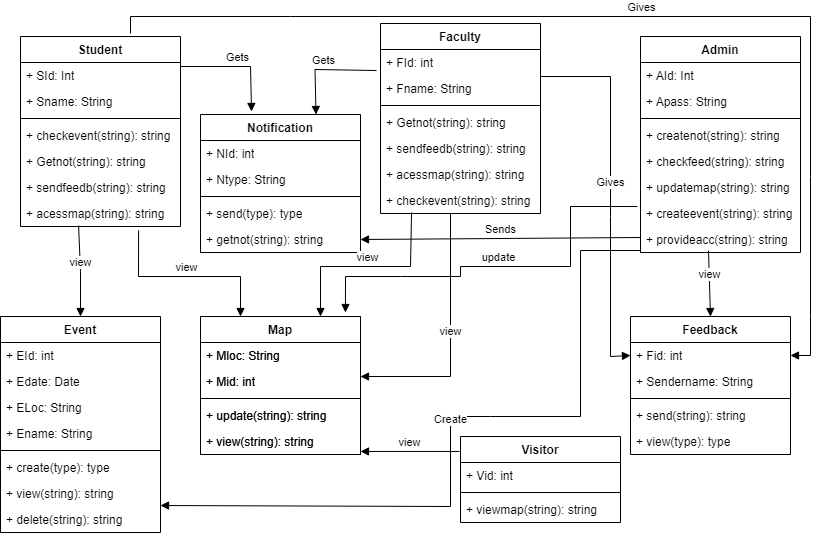 Gives
Student
+ SId: Int
+ Sname: String
+ checkevent(string): string
+ Getnot(string): string
+ sendfeedb(string): string
+ acessmap(string): string
Gets
Gets
Faculty
+ FId: int
+ Fname: String
+ Getnot(string): string
+ sendfeedb(string): string
+ acessmap(string): string
+ checkevent(string): string
Admin
+ AId: Int
+ Apass: String
+ createnot(string): string
+ checkfeed(string): string
+ updatemap(string): string
+ createevent(string): string
+ provideacc(string): string
Notification
+ NId: int
+ Ntype: String
+ send(type): type
+ getnot(string): string
Gives
Sends
view
view
view
update
view
Event
+ EId: int
+ Edate: Date
+ ELoc: String
+ Ename: String
+ create(type): type
+ view(string): string
+ delete(string): string
Map
+ Mloc: String
+ Mid: int
+ update(string): string
+ view(string): string
view
Feedback
+ Fid: int
+ Sendername: String
+ send(string): string
+ view(type): type
Create
view
Visitor
+ Vid: int
+ viewmap(string): string